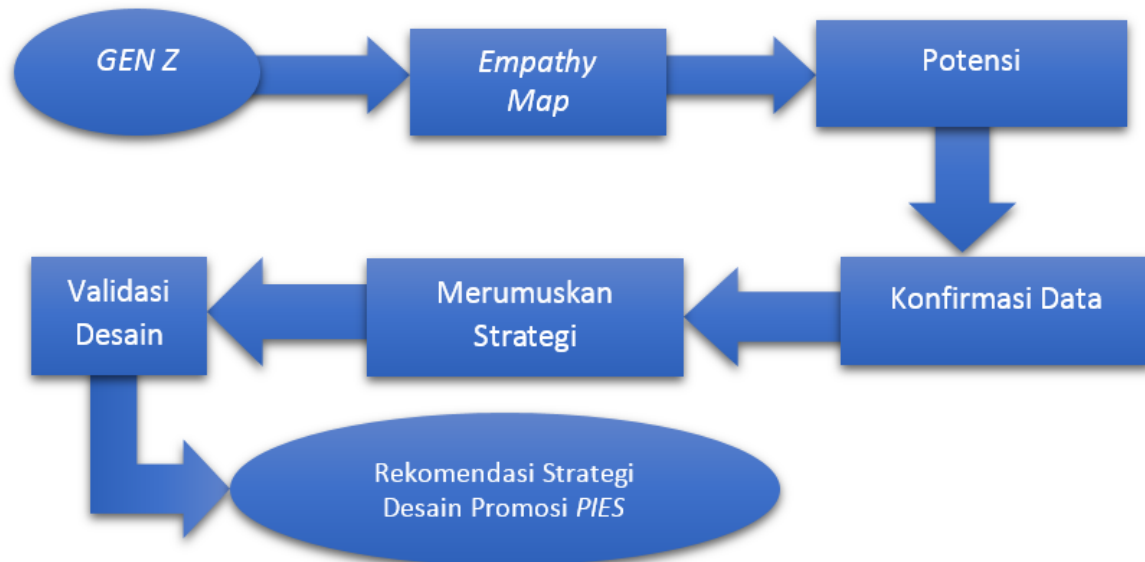 GEN Z
Empathy
Map
Potensi
Konfirmasi Data
Merumuskan
Strategi
Validasi
Desain
Rekomendasi Strategi
Desain Promosi PIES